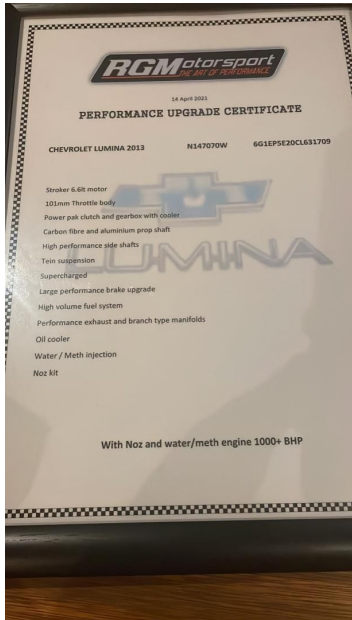 RGMotorsport
THE ART OF PERFORMANCE
14 April 2021
PERFORMANCE UPGRADE CERTIFICATE
CHEVROLET LUMINA 2013 N147070W 6G1EP5E20CL631709
Stroker 6.6lt motor
101mm Throttle body
Power pak clutch and gearbox with cooler
Carbon fibre and aluminium prop shaft
High performance side shafts
Tein suspension
LUMINA
Supercharged
Large performance brake upgrade
High volume fuel system
Performance exhaust and branch type manifolds
Oil cooler
Water / Meth injection
Noz kit
With Noz and water/meth engine 1000+ BHP